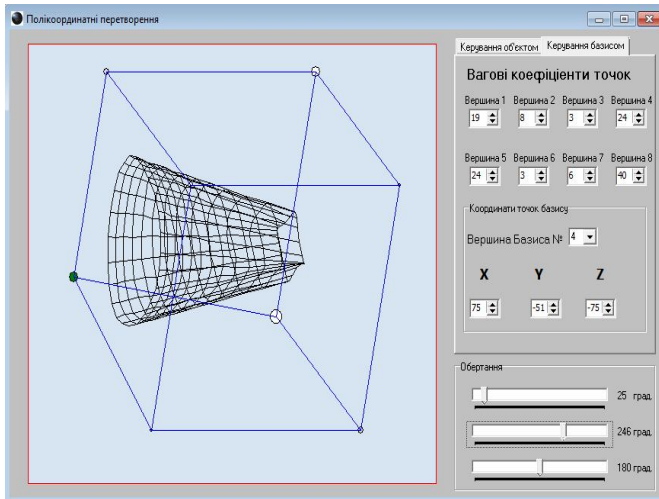 Полікоординатні перетворення
Керування об'єктом Керування базисом
Вагові коефіціенти точок
Вершина 1 Вершина 2 Вершина 3 Вершина 4
19 8 3 24
Вершина 5 Вершина 6 Вершина 7 Вершина 8
24 3 6 40
Координати точок базису
Вершина Базиса № 4
X Y Z
75 -51 -75
Обертання
25 град.
246 град.
180 град.